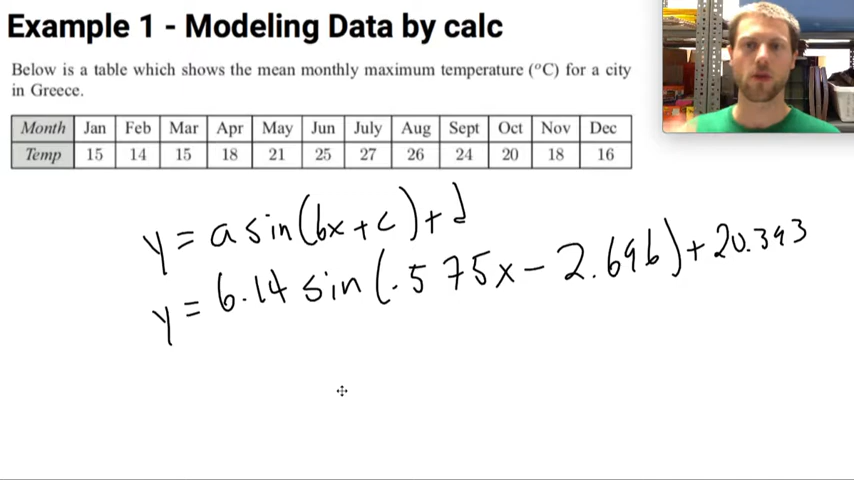 Example 1 - Modeling Data by calc
Below is a table which shows the mean monthly maximum temperature (°C) for a city
in Greece.
Month Jan Feb Mar Apr May Jun July Aug Sept Oct Nov Dec
Temp 15 14 15 18 21 25 27 26 24 20 18 16
y = a sin(bx + c) + d
y = 6.14 sin(.575x - 2.696) + 20.393